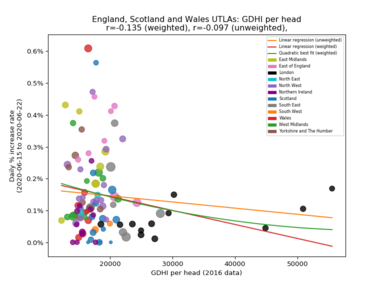 England, Scotland and Wales UTLAs: GDHI per head
r=-0.135 (weighted), r=-0.097 (unweighted),
Linear regression (unweighted)
Linear regression (weighted)
Quadratic best fit (weighted)
East Midlands
East of England
London
North East
North West
Northern Ireland
Scotland
South East
South West
Wales
West Midlands
Yorkshire and The Humber
0.6%
0.5%
0.4%
0.3%
0.2%
0.1%
0.0%
Daily % increase rate
(2020-06-15 to 2020-06-22)
20000
30000
40000
50000
GDHI per head (2016 data)